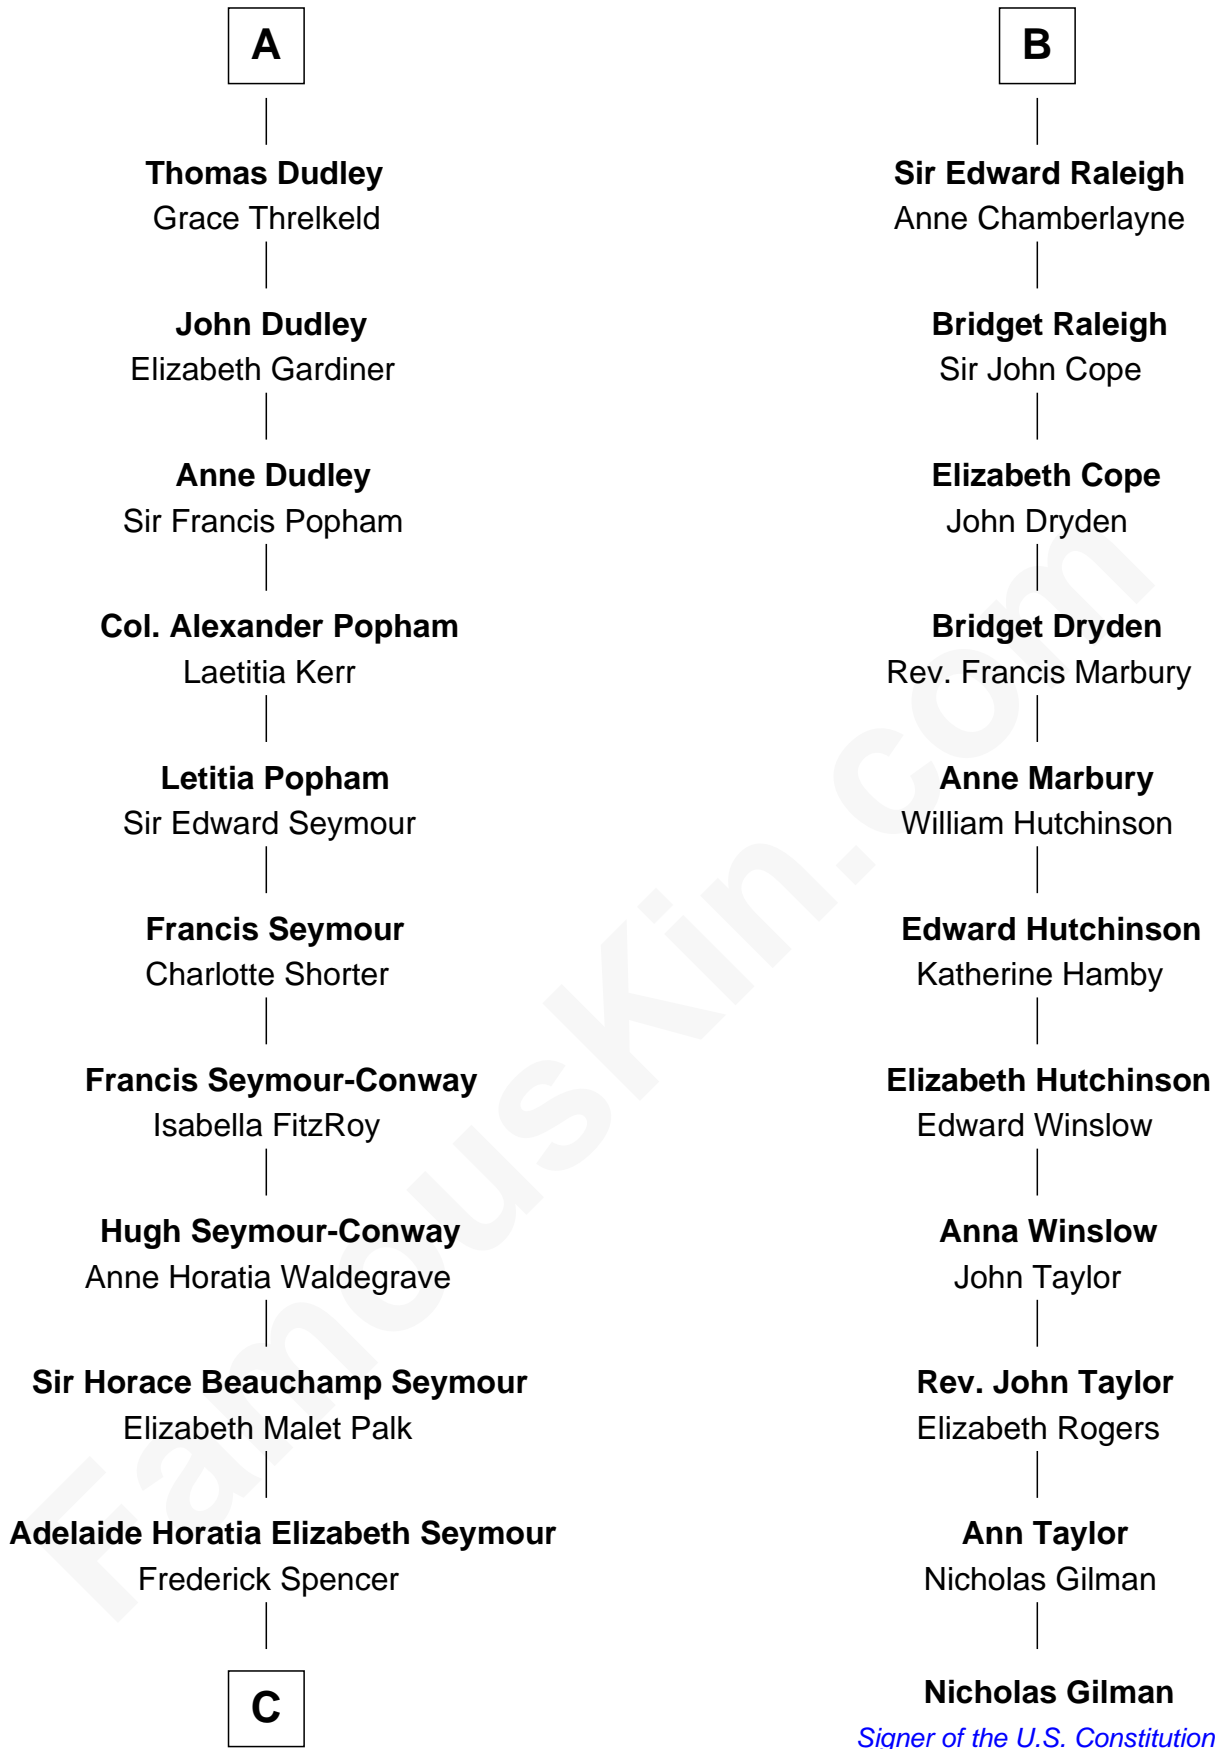 A
Thomas Dudley
Grace Threlkeld
John Dudley
Elizabeth Gardiner
Anne Dudley
Sir Francis Popham
Col. Alexander Popham
Laetitia Kerr
Letitia Popham
Sir Edward Seymour
Francis Seymour
Charlotte Shorter
Francis Seymour-Conway
Isabella FitzRoy
Hugh Seymour-Conway
Anne Horatia Waldegrave
Sir Horace Beauchamp Seymour
Elizabeth Malet Palk
Adelaide Horatia Elizabeth Seymour
Frederick Spencer
C
B
Sir Edward Raleigh
Anne Chamberlayne
Bridget Raleigh
Sir John Cope
Elizabeth Cope
John Dryden
Bridget Dryden
Rev. Francis Marbury
Anne Marbury
William Hutchinson
Edward Hutchinson
Katherine Hamby
Elizabeth Hutchinson
Edward Winslow
Anna Winslow
John Taylor
Rev. John Taylor
Elizabeth Rogers
Ann Taylor
Nicholas Gilman
Nicholas Gilman
Signer of the U.S. Constitution
FamousKin.com